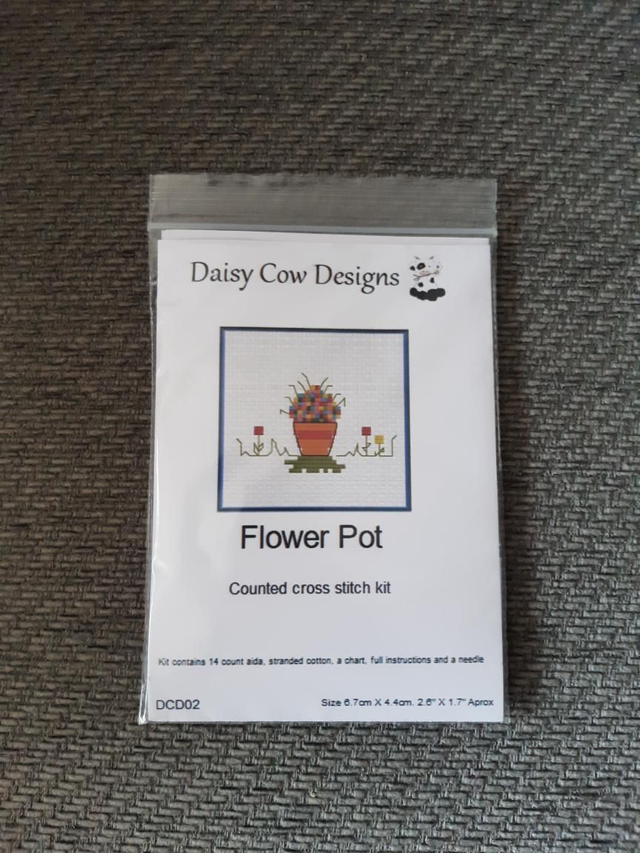 Daisy Cow Designs
Flower Pot
Counted cross stitch kit
Kit contains 14 count aida, stranded cotton, a chart, full instructions and a needle
DCD02 Size 6.7cm X 4.4cm. 2.6" X 1.7" Aprox